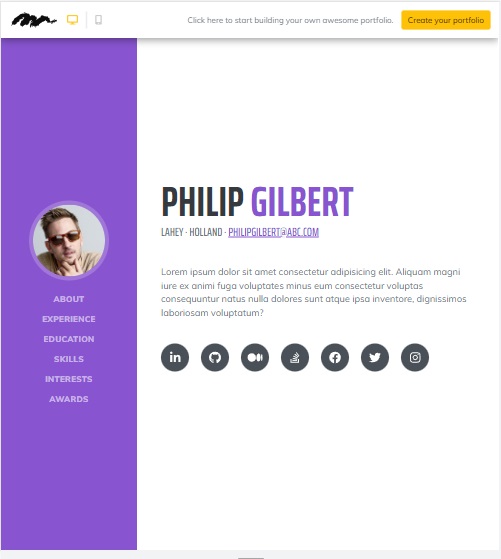 Click here to start building your own awesome portfolio. Create your portfolio
ABOUT
EXPERIENCE
EDUCATION
SKILLS
INTERESTS
AWARDS
PHILIP GILBERT
LAHEY · HOLLAND · PHILIPGILBERT@ABC.COM
Lorem ipsum dolor sit amet consectetur adipisicing elit. Aliquam magni
iure ex animi fuga voluptates minus eum consectetur voluptas
consequuntur natus nulla dolores sunt atque ipsa inventore, dignissimos
laboriosam voluptatum?